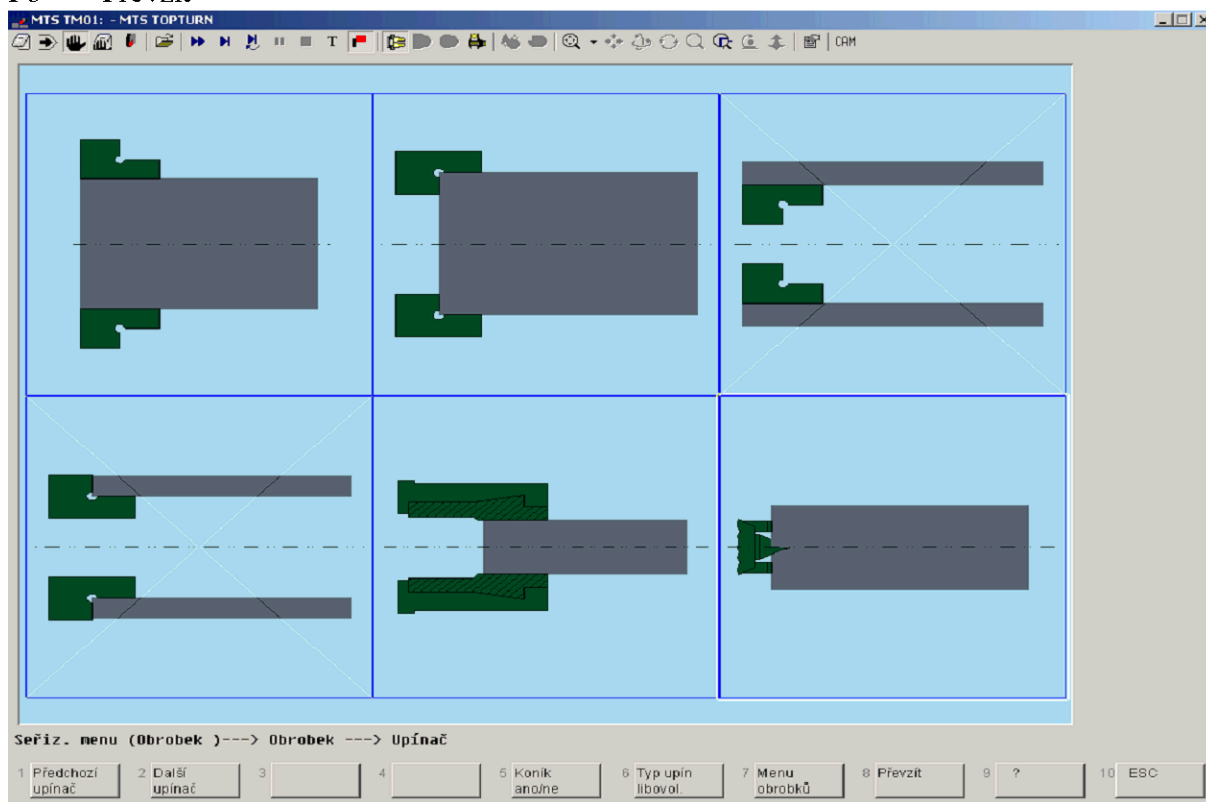 MTS TM01: - MTS TOPTURN
T
CAM
Seřiz. menu (Obrobek )---> Obrobek ---> Upínač
1 Předchozí upínač
2 Další upínač
3
4
5 Koník ano/ne
6 Typ upín libovol.
7 Menu obrobků
8 Převzít
9 ?
10 ESC